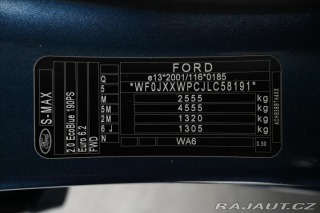 FORD
e13*2001/116*0185
*WF0JXXWPCJLC58191*
2555 kg
4555 kg
1320 kg
1305 kg
WA6
S-MAX
2.0 EcoBlue 190PS
Euro 6.2
FWD
Ford
RAJAUT.CZ